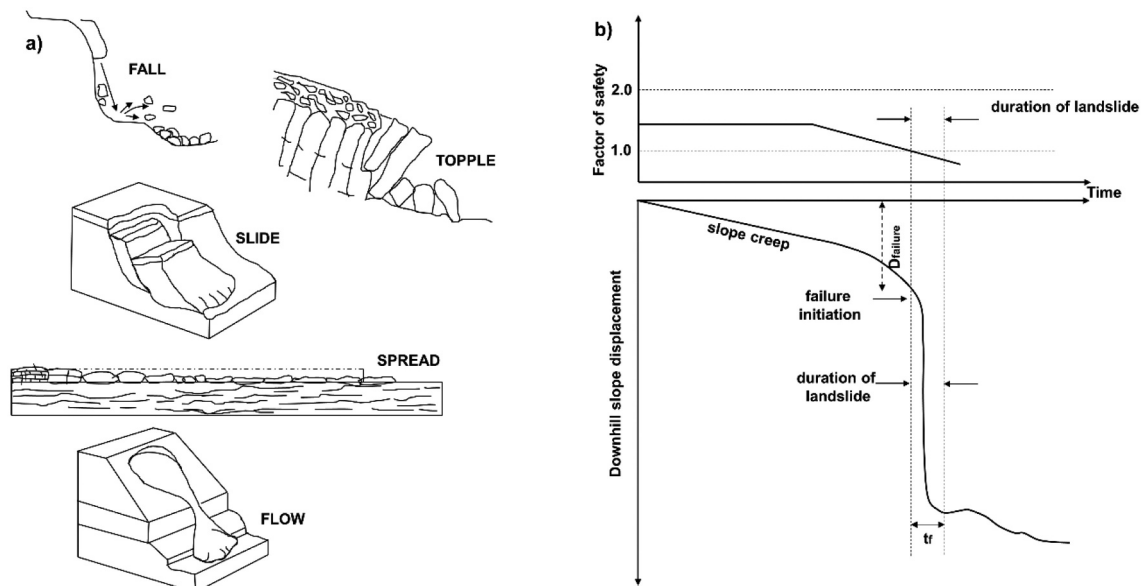 a)
FALL
TOPPLE
SLIDE
SPREAD
FLOW
b)
Factor of safety
2.0
1.0
duration of landslide
Time
Downhill slope displacement
slope creep
Dfailure
failure
initiation
duration of
landslide
tf